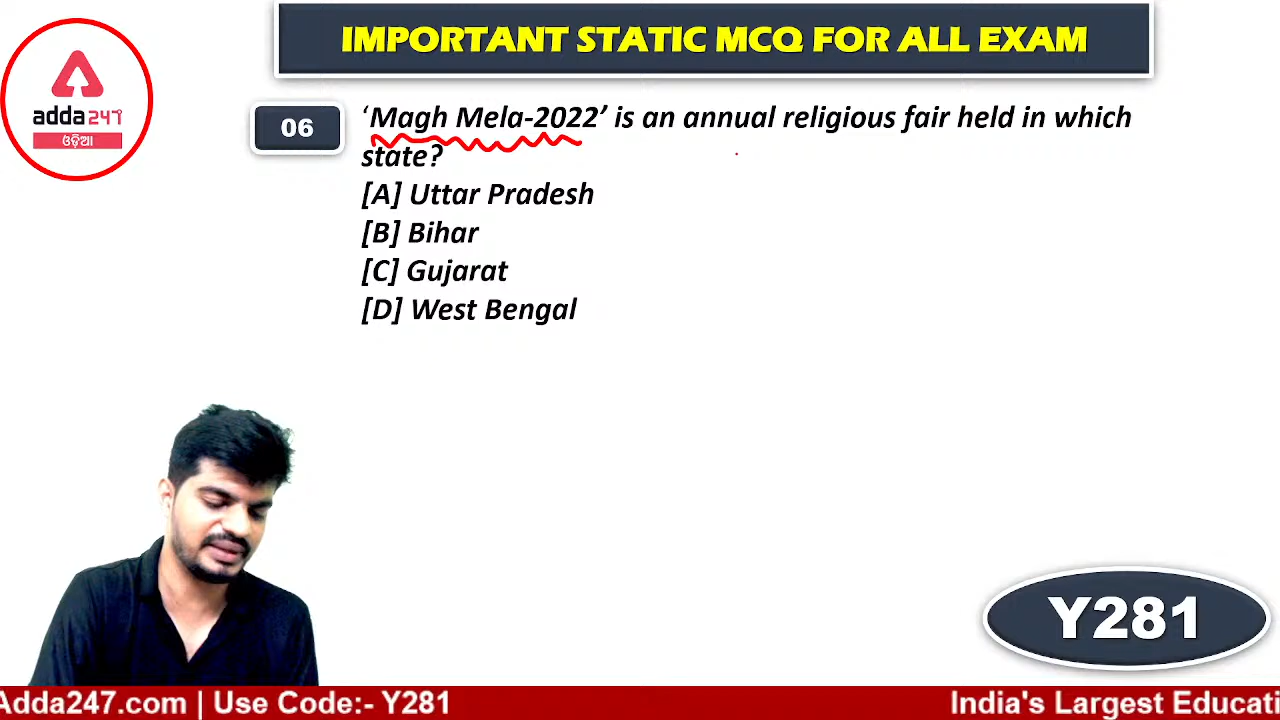 IMPORTANT STATIC MCQ FOR ALL EXAM
adda247
ଓଡ଼ିଆ
06
‘Magh Mela-2022’ is an annual religious fair held in which
state?
[A] Uttar Pradesh
[B] Bihar
[C] Gujarat
[D] West Bengal
Y281
Adda247.com | Use Code:- Y281
India's Largest Educati